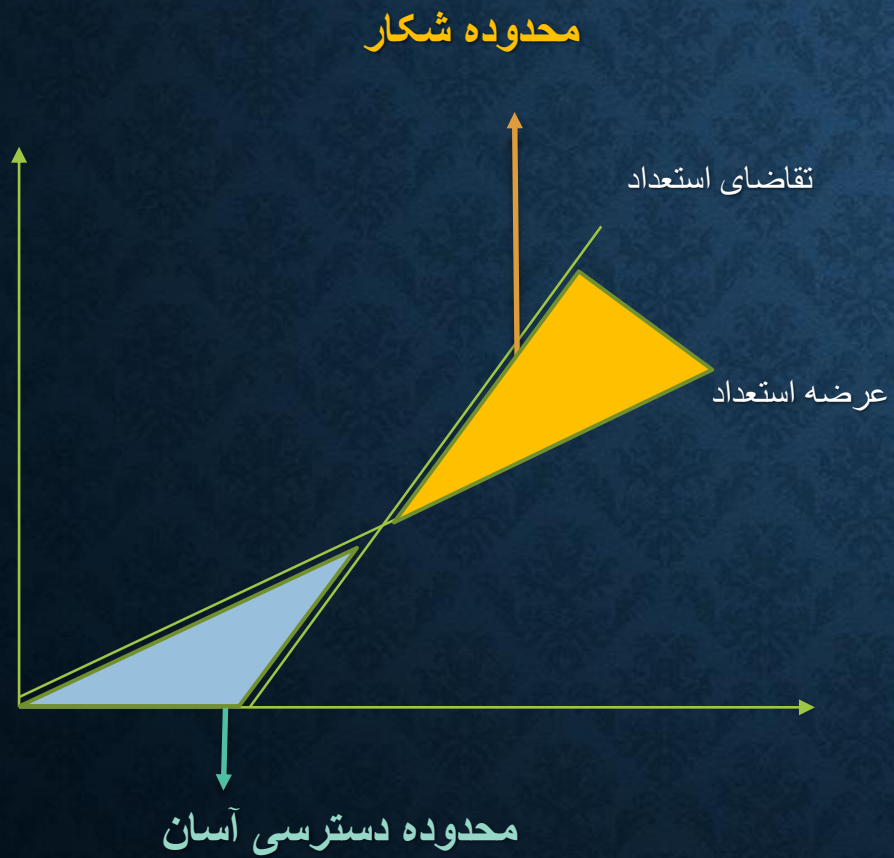 محدوده شکار
تقاضای استعداد
عرضه استعداد
محدوده دسترسی آسان